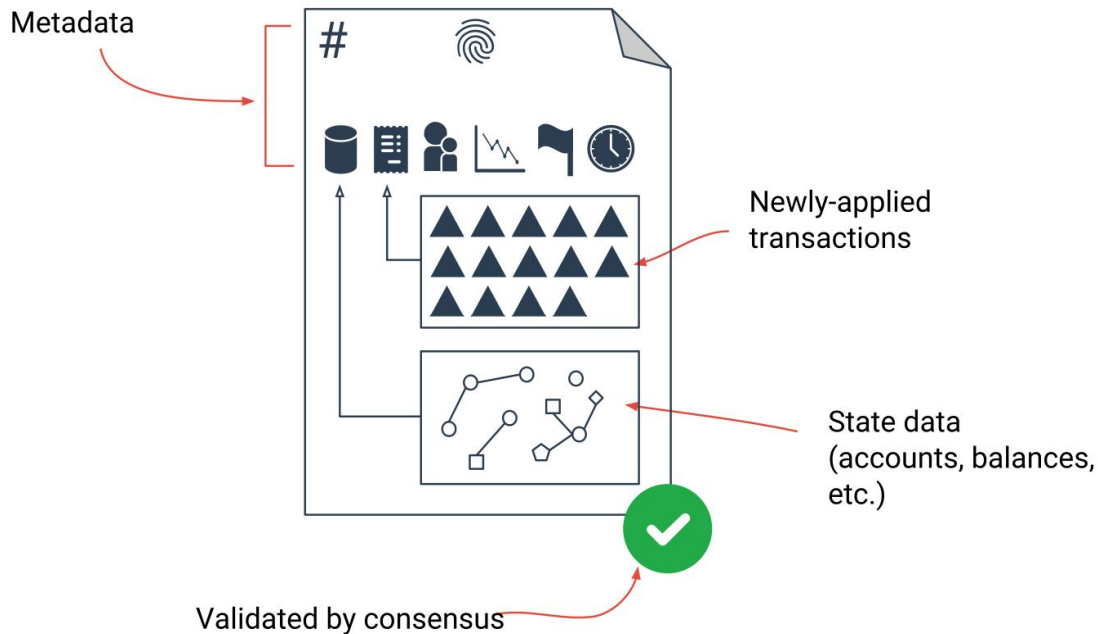 Metadata
#
Newly-applied
transactions
State data
(accounts, balances,
etc.)
Validated by consensus